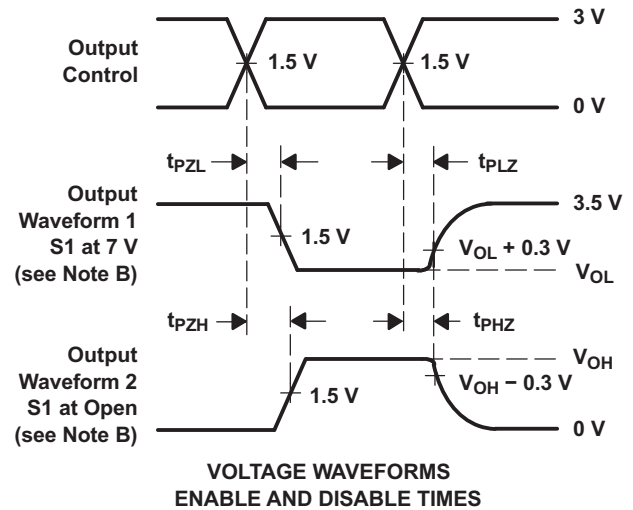 Output
Control
3 V
1.5 V
1.5 V
0 V
tPZL
tPLZ
Output
Waveform 1
S1 at 7 V
(see Note B)
3.5 V
1.5 V
VOL + 0.3 V
VOL
tPZH
tPHZ
Output
Waveform 2
S1 at Open
(see Note B)
VOH
1.5 V
VOH − 0.3 V
0 V
VOLTAGE WAVEFORMS
ENABLE AND DISABLE TIMES